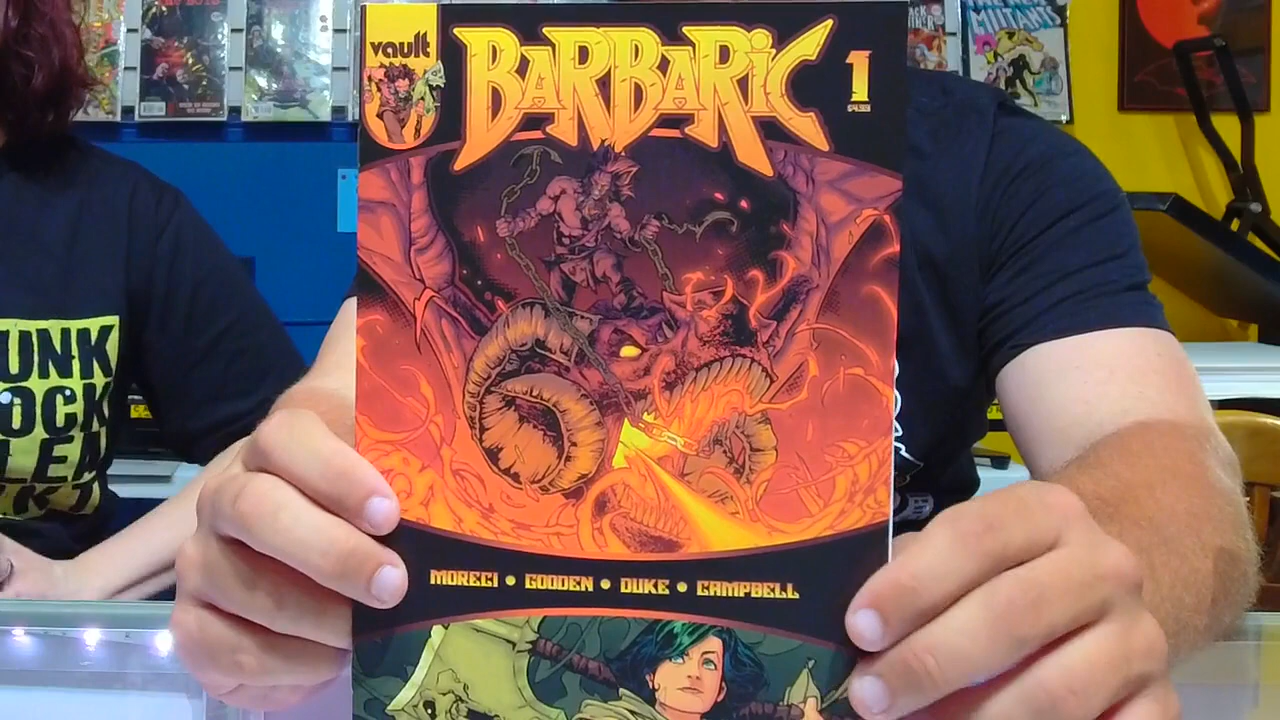 vault
BARBARIC
1
MORECI • GOODEN • DUKE • CAMPBELL
UNK
OCK
LEA
MUTANTS